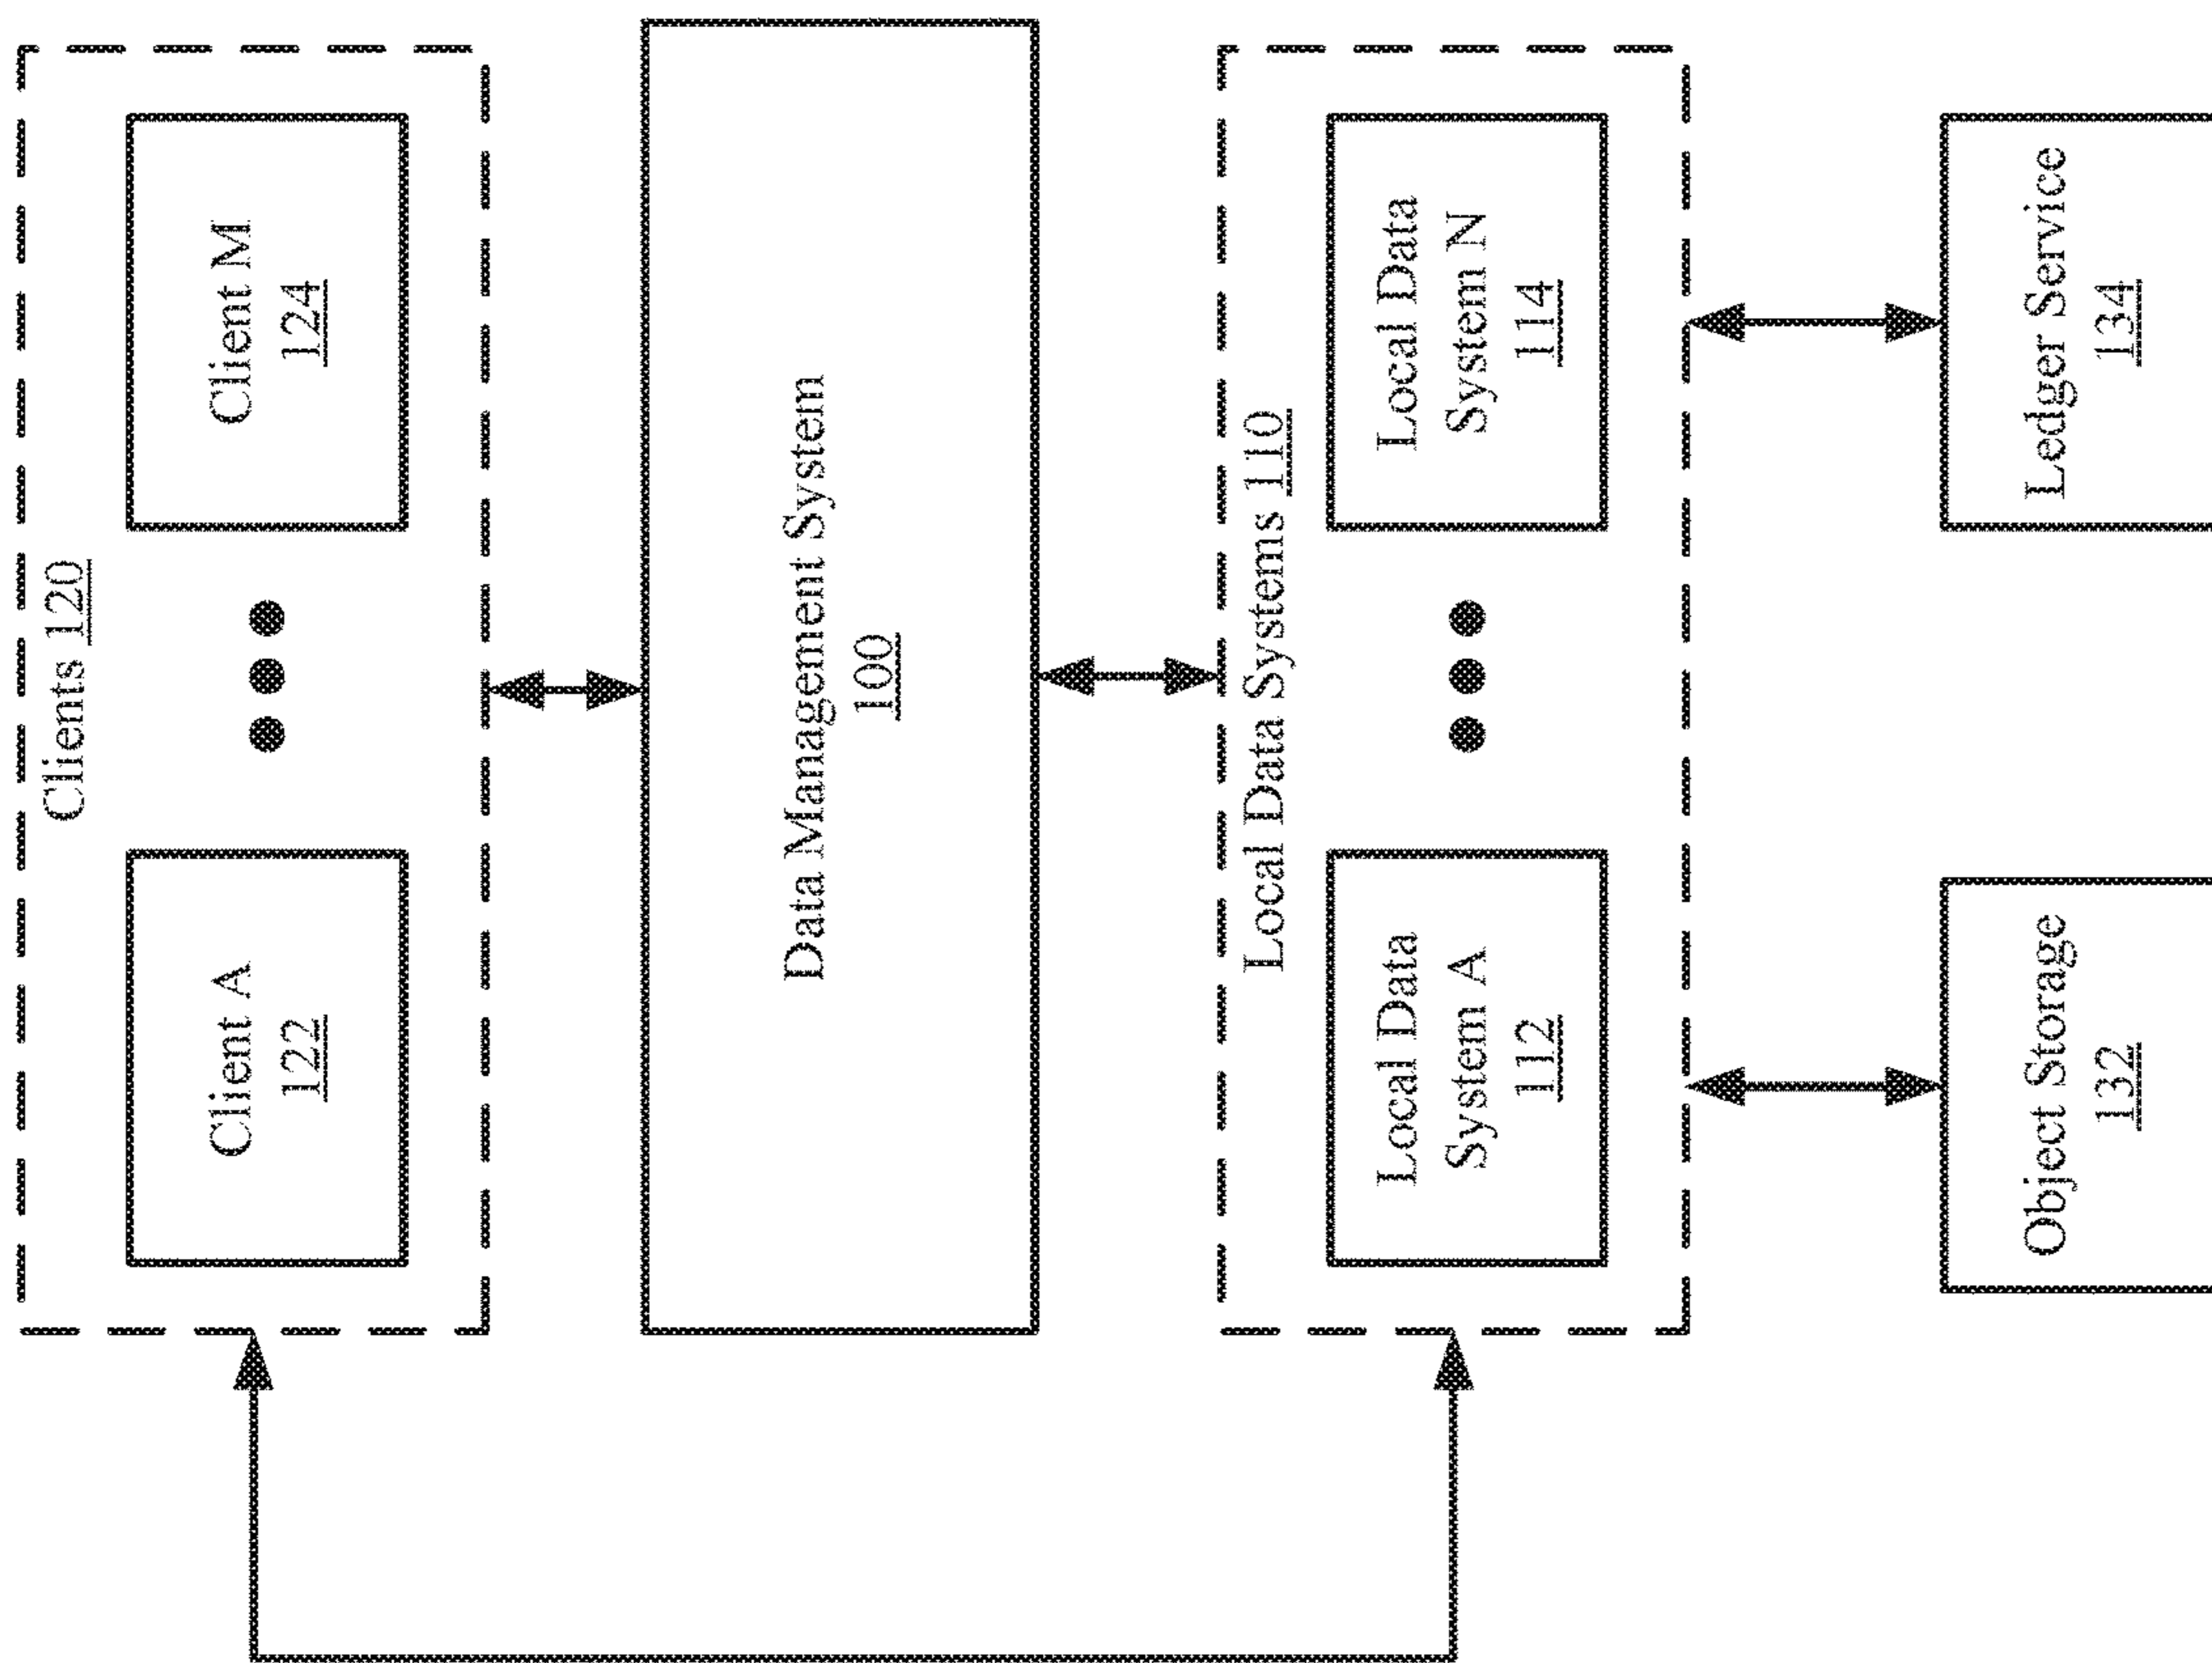 Clients 120
Client A
122
Client M
124
Data Management System
100
Local Data Systems 110
Local Data
System A
112
Local Data
System N
114
Object Storage
132
Ledger Service
134